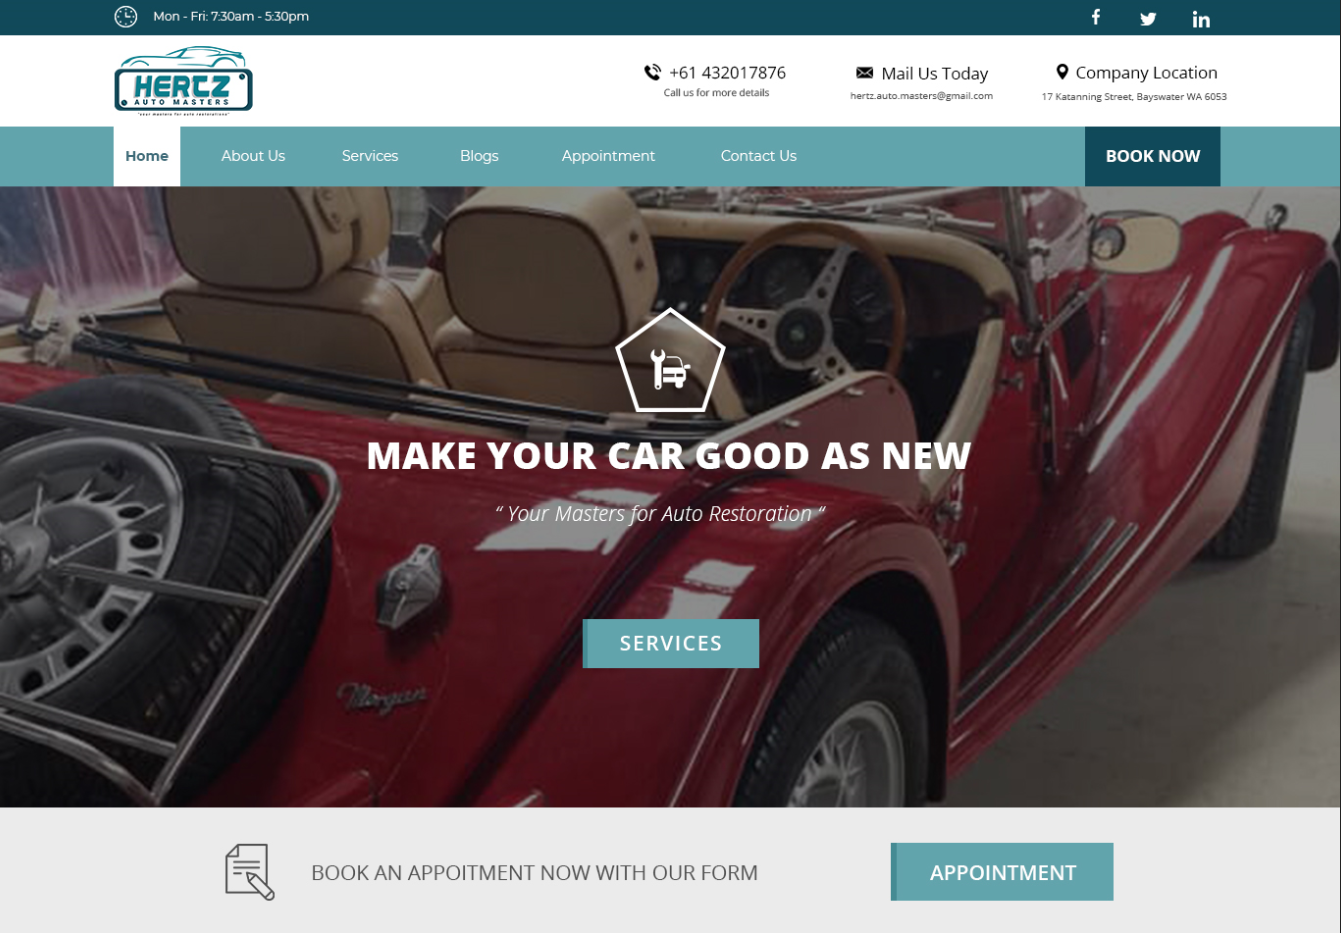 Mon - Fri: 7:30am - 5:30pm
HERTZ
AUTO MASTERS
"your masters for auto restorations"
+61 432017876
Call us for more details
Mail Us Today
hertz.auto.masters@gmail.com
Company Location
17 Katanning Street, Bayswater WA 6053
Home
About Us
Services
Blogs
Appointment
Contact Us
BOOK NOW
MAKE YOUR CAR GOOD AS NEW
“ Your Masters for Auto Restoration “
SERVICES
Morgan
BOOK AN APPOITMENT NOW WITH OUR FORM
APPOINTMENT